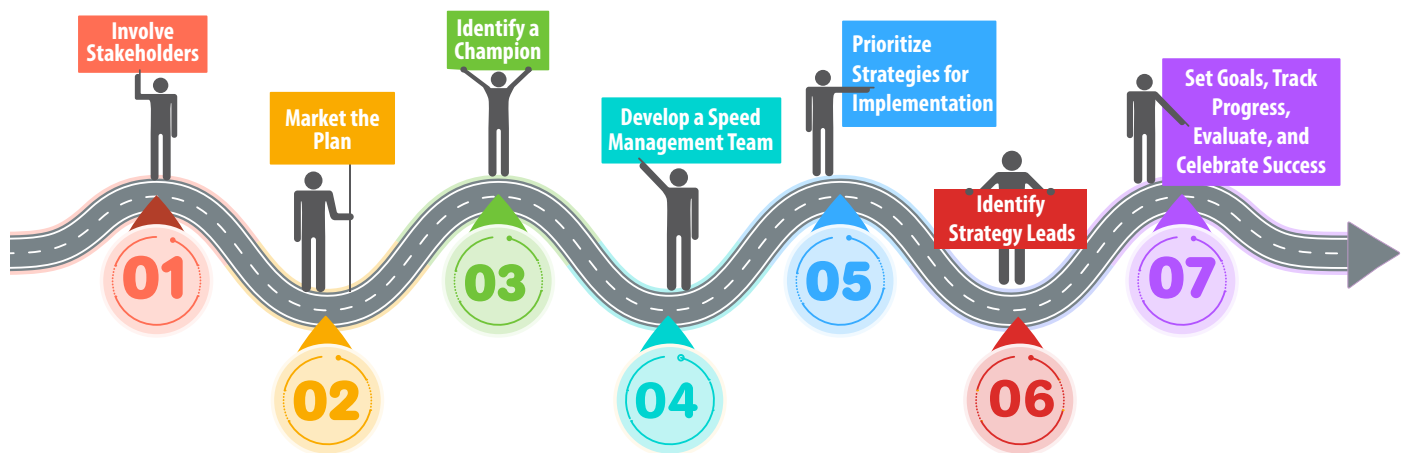 Involve
Stakeholders
01
Market the
Plan
02
Identify a
Champion
03
Develop a Speed
Management Team
04
Prioritize
Strategies for
Implementation
05
Identify
Strategy Leads
06
Set Goals, Track
Progress,
Evaluate, and
Celebrate Success
07